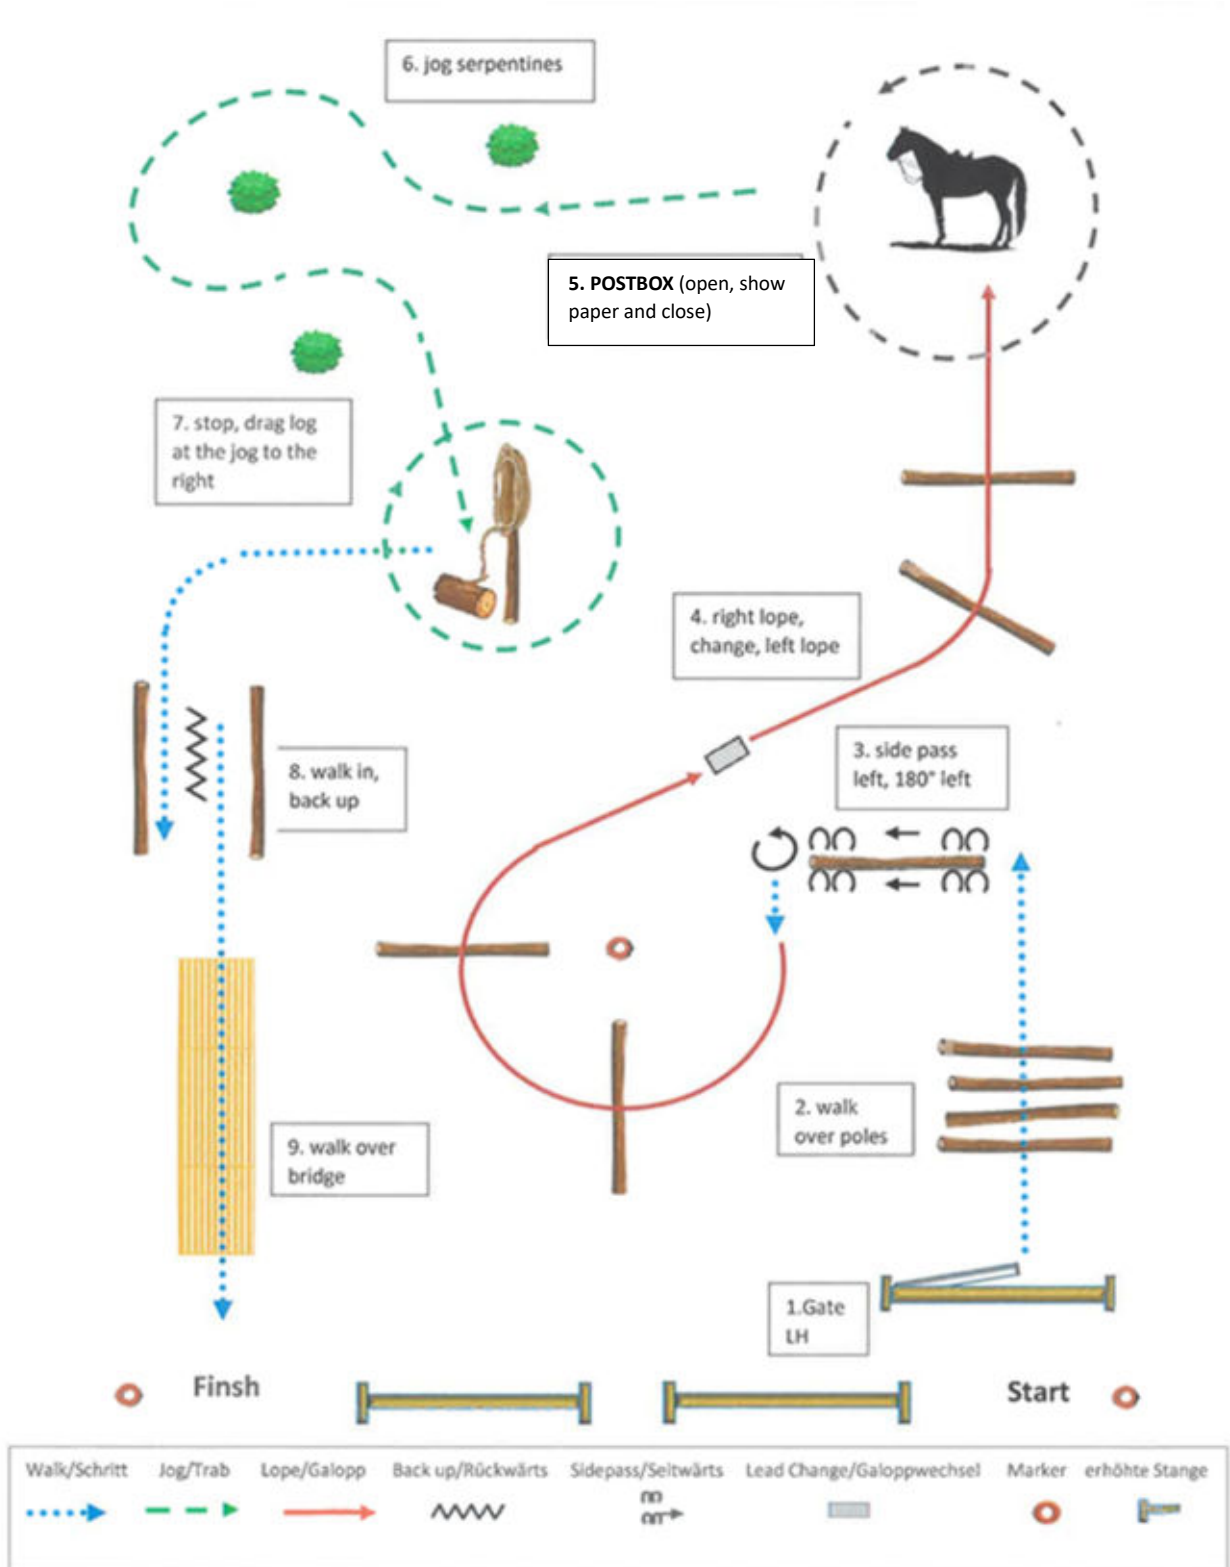 6. jog serpentines
5. POSTBOX (open, show
paper and close)
7. stop, drag log
at the jog to the
right
4. right lope,
change, left lope
3. side pass
left, 180° left
8. walk in,
back up
2. walk
over poles
9. walk over
bridge
1.Gate
LH
Finsh
Start
Walk/Schritt Jog/Trab Lope/Galopp Back up/Rückwärts Sidepass/Seitwärts Lead Change/Galoppwechsel Marker erhöhte Stange